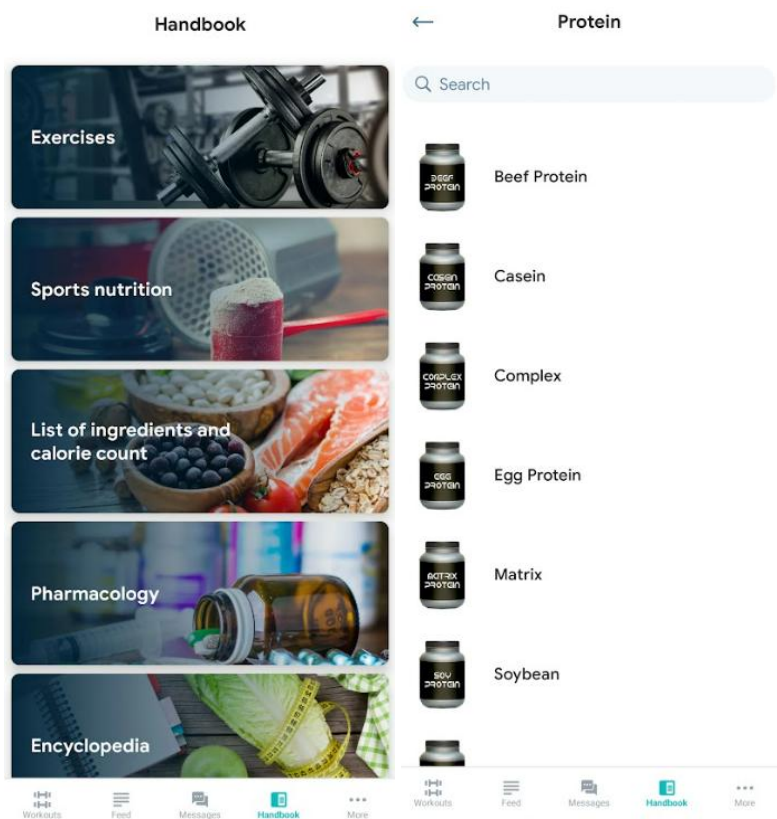 Handbook
Exercises
Sports nutrition
List of ingredients and
calorie count
Pharmacology
Encyclopedia
Workouts
Feed
Messages
Handbook
More
Protein
Search
BEEF
PROTEIN
Beef Protein
CASEIN
PROTEIN
Casein
COMPLEX
PROTEIN
Complex
EGG
PROTEIN
Egg Protein
MATRIX
PROTEIN
Matrix
SOY
PROTEIN
Soybean
Workouts
Feed
Messages
Handbook
More